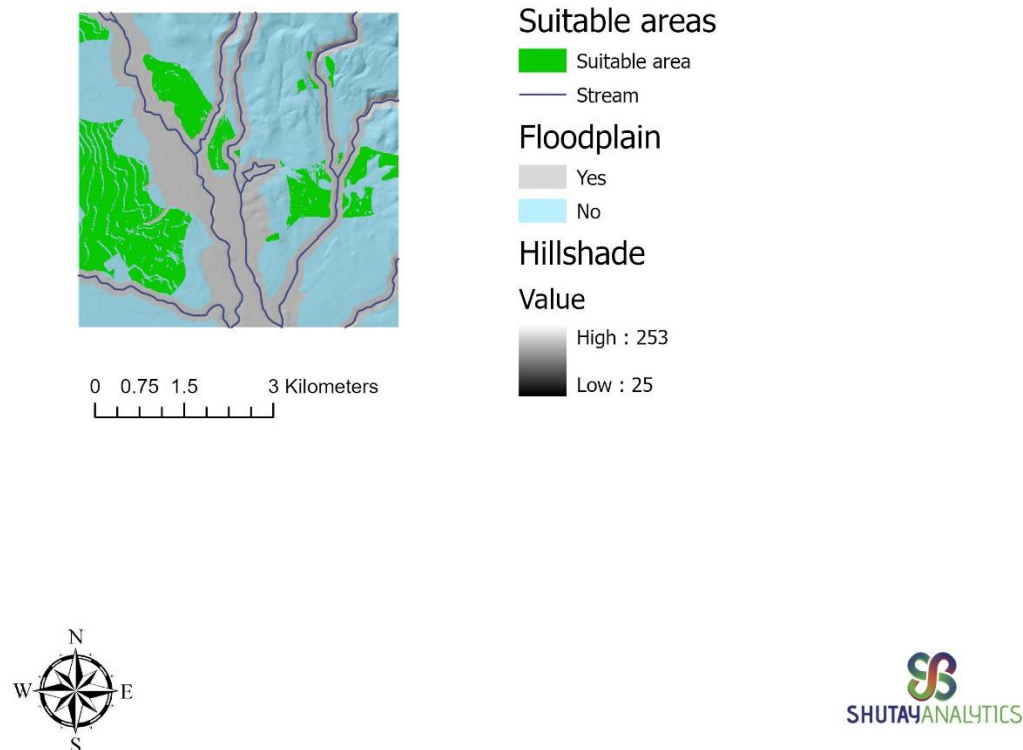 Suitable areas
Suitable area
Stream
Floodplain
Yes
No
Hillshade
Value
High : 253
Low : 25
0 0.75 1.5 3 Kilometers
N
W E
S
SHUTAYANALYTICS